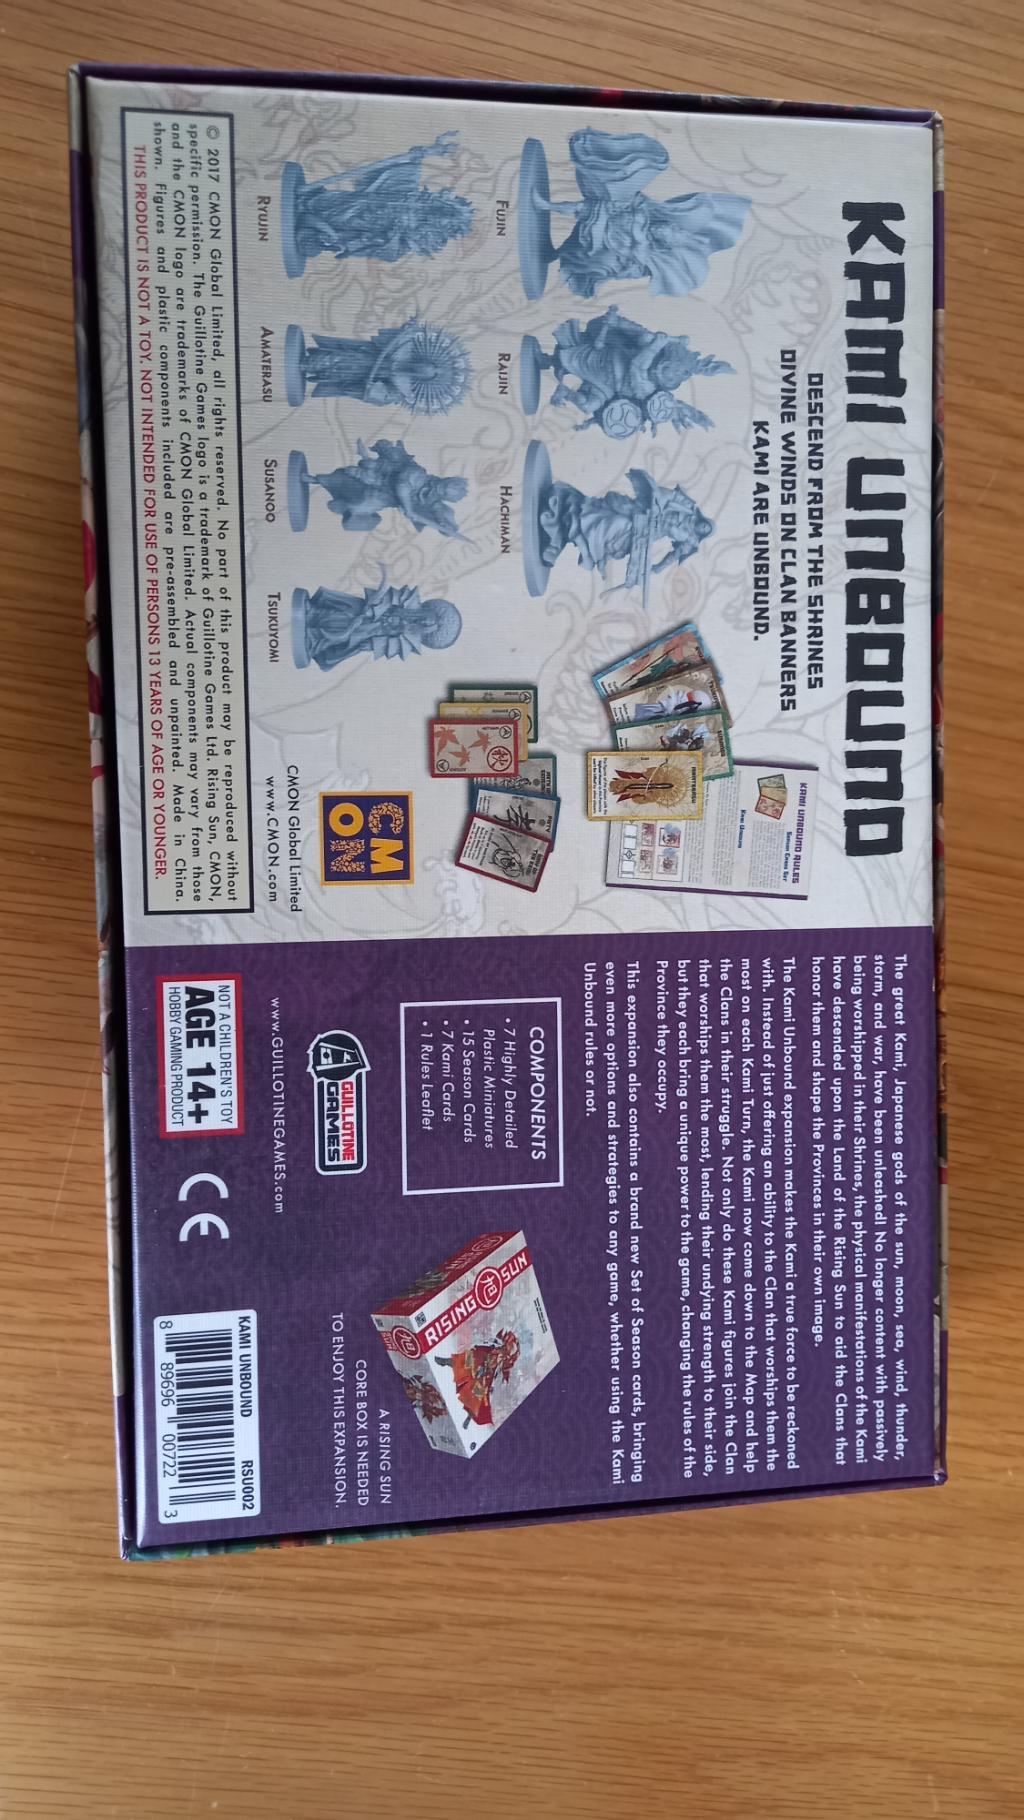 KAMI UNBOUND
DESCEND FROM THE SHRINES
DIVINE WINDS ON CLAN BANNERS
KAMI ARE UNBOUND.
FUJIN
RAIJIN
HACHIMAN
RYUJIN
AMATERASU
SUSANOO
TSUKUYOMI
KAMI UNBOUND RULES
CMON
CMON Global Limited
www.CMON.com
© 2017 CMON Global Limited, all rights reserved. No part of this product may be reproduced without
specific permission. The Guillotine Games logo is a trademark of Guillotine Games Ltd. Rising Sun, CMON,
and the CMON logo are trademarks of CMON Global Limited. Actual components may vary from those
shown. Figures and plastic components included are pre-assembled and unpainted. Made in China.
THIS PRODUCT IS NOT A TOY. NOT INTENDED FOR USE OF PERSONS 13 YEARS OF AGE OR YOUNGER.
The great Kami, Japanese gods of the sun, moon, sea, wind, thunder,
storm, and war, have been unleashed! No longer content with passively
being worshipped in their Shrines, the physical manifestations of the Kami
have descended upon the Land of the Rising Sun to aid the Clans that
honor them and shape the Provinces in their own image.
The Kami Unbound expansion makes the Kami a true force to be reckoned
with. Instead of just offering an ability to the Clan that worships them the
most on each Kami Turn, the Kami now come down to the Map and help
the Clans in their struggle. Not only do these Kami figures join the Clan
that worships them the most, lending their undying strength to their side,
but they each bring a unique power to the game, changing the rules of the
Province they occupy.
This expansion also contains a brand new Set of Season cards, bringing
even more options and strategies to any game, whether using the Kami
Unbound rules or not.
COMPONENTS
• 7 Highly Detailed
Plastic Miniatures
• 15 Season Cards
• 7 Kami Cards
• 1 Rules Leaflet
GUILLOTINE
GAMES
www.GUILLOTINEGAMES.com
RISING SUN
A RISING SUN
CORE BOX IS NEEDED
TO ENJOY THIS EXPANSION.
NOT A CHILDREN'S TOY
AGE 14+
HOBBY GAMING PRODUCT
CE
KAMI UNBOUND RSU002
8 89696 00722 3